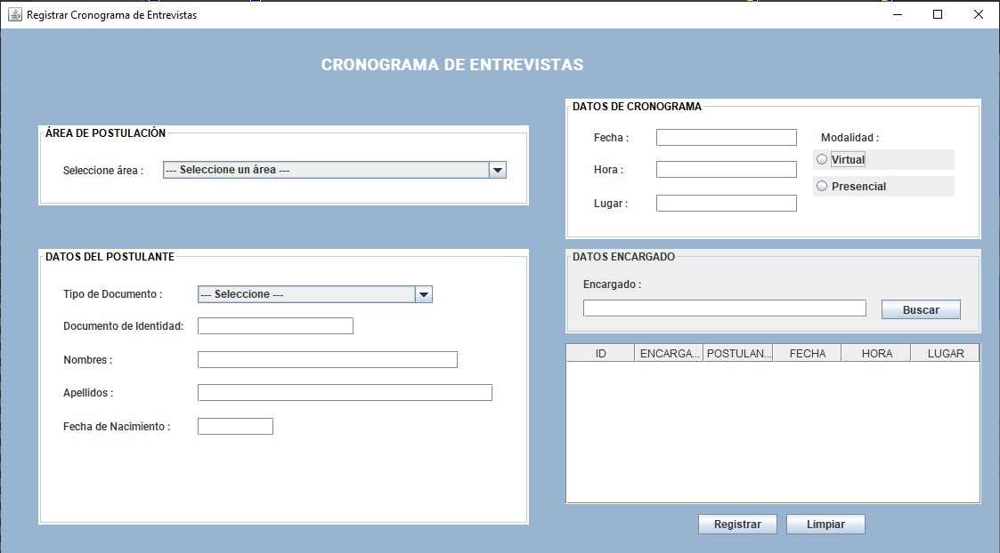 Registrar Cronograma de Entrevistas
CRONOGRAMA DE ENTREVISTAS
ÁREA DE POSTULACIÓN
Seleccione área :
--- Seleccione un área ---
DATOS DEL POSTULANTE
Tipo de Documento :
--- Seleccione ---
Documento de Identidad:
Nombres :
Apellidos :
Fecha de Nacimiento :
DATOS DE CRONOGRAMA
Fecha :
Hora :
Lugar :
Modalidad :
Virtual
Presencial
DATOS ENCARGADO
Encargado :
Buscar
ID ENCARGA... POSTULAN... FECHA HORA LUGAR
Registrar Limpiar